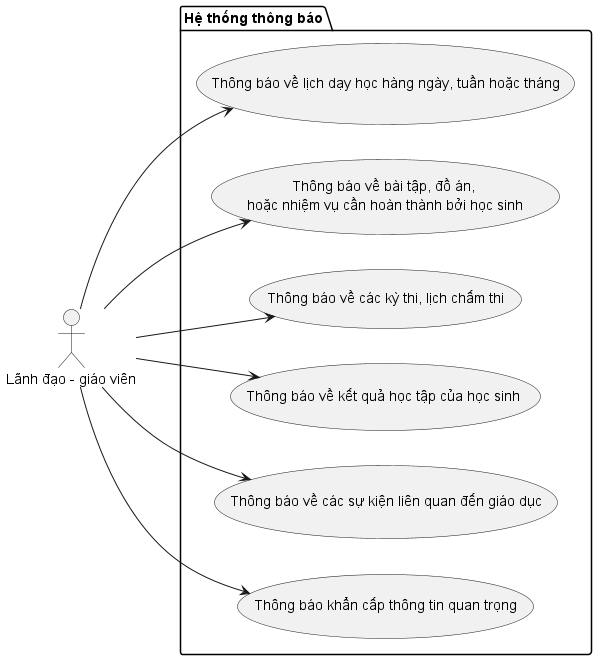 Hệ thống thông báo
Thông báo về lịch dạy học hàng ngày, tuần hoặc tháng
Thông báo về bài tập, đồ án,
hoặc nhiệm vụ cần hoàn thành bởi học sinh
Thông báo về các kỳ thi, lịch chấm thi
Lãnh đạo - giáo viên
Thông báo về kết quả học tập của học sinh
Thông báo về các sự kiện liên quan đến giáo dục
Thông báo khẩn cấp thông tin quan trọng